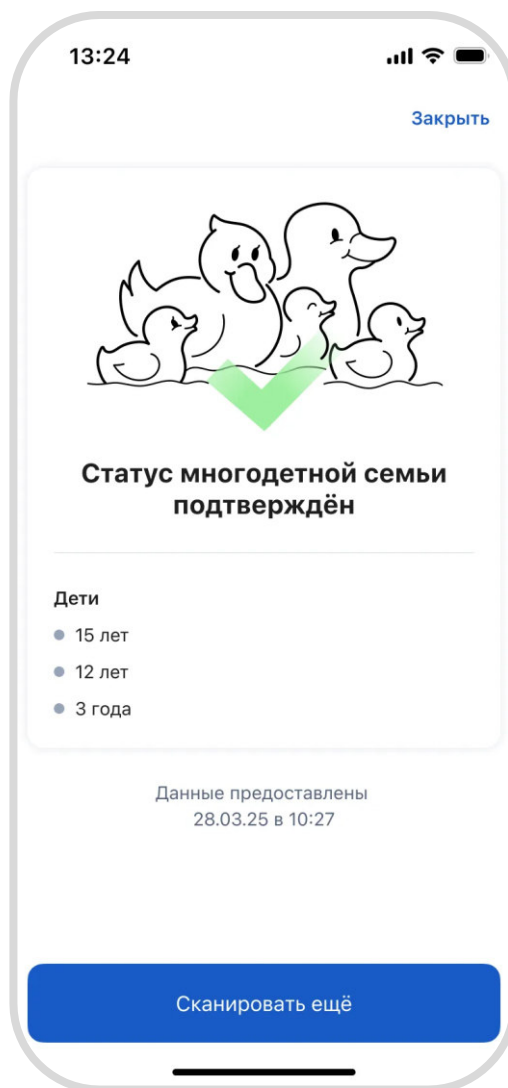 13:24
Закрыть
Статус многодетной семьи
подтверждён
Дети
15 лет
12 лет
3 года
Данные предоставлены
28.03.25 в 10:27
Сканировать ещё